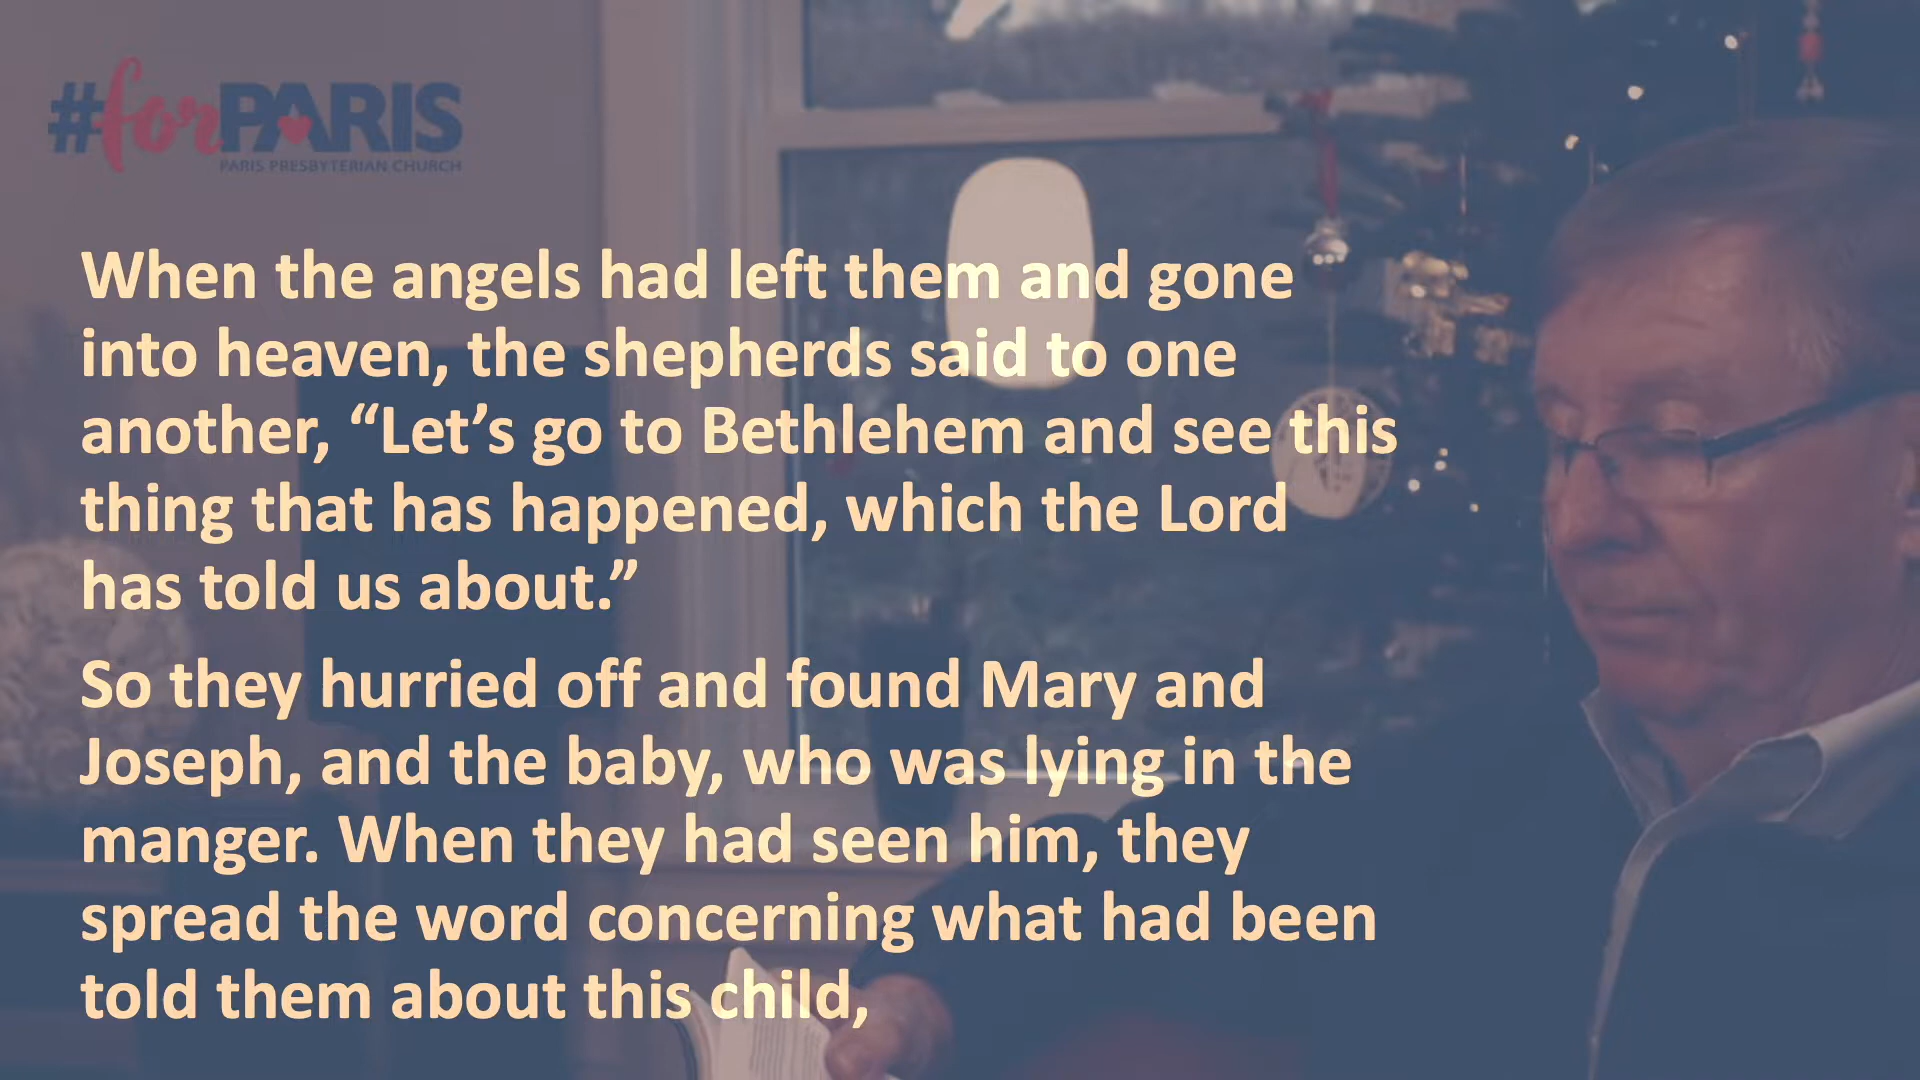 #forPARIS
PARIS PRESBYTERIAN CHURCH
When the angels had left them and gone
into heaven, the shepherds said to one
another, “Let’s go to Bethlehem and see this
thing that has happened, which the Lord
has told us about.”
So they hurried off and found Mary and
Joseph, and the baby, who was lying in the
manger. When they had seen him, they
spread the word concerning what had been
told them about this child,